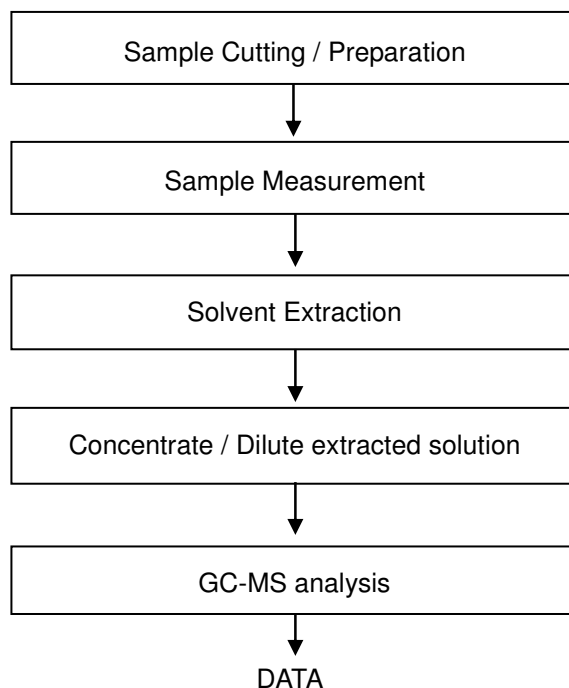 Sample Cutting / Preparation
Sample Measurement
Solvent Extraction
Concentrate / Dilute extracted solution
GC-MS analysis
DATA